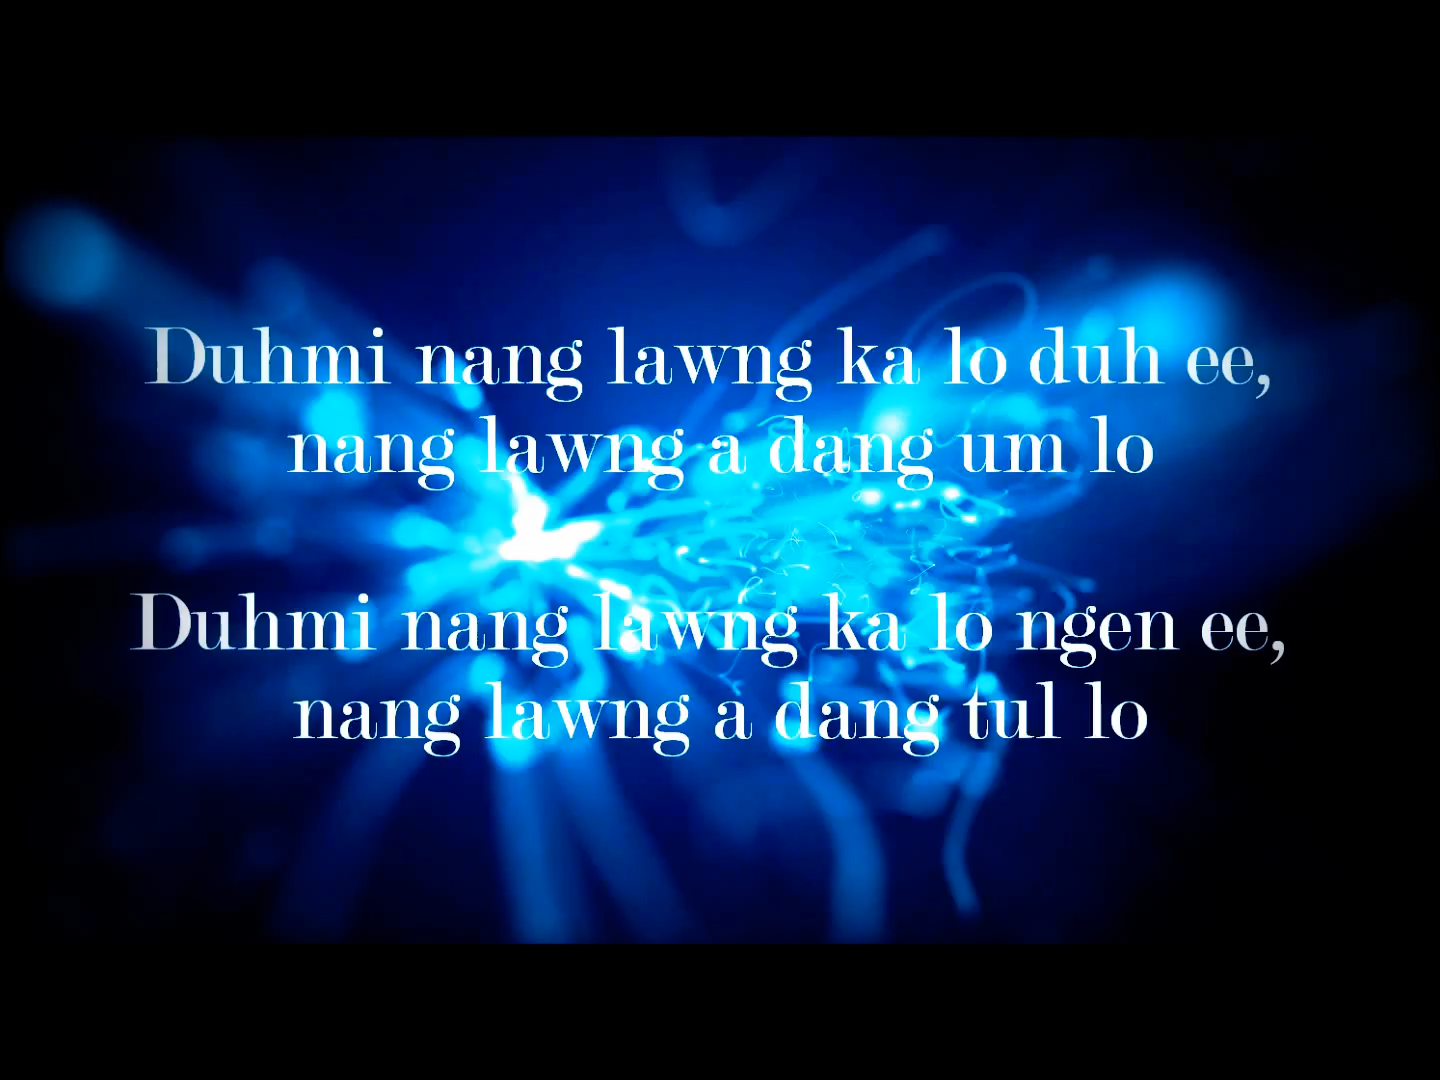 Duhmi nang lawng ka lo duh ee,
nang lawng a dang um lo
Duhmi nang lawng ka lo ngen ee,
nang lawng a dang tul lo